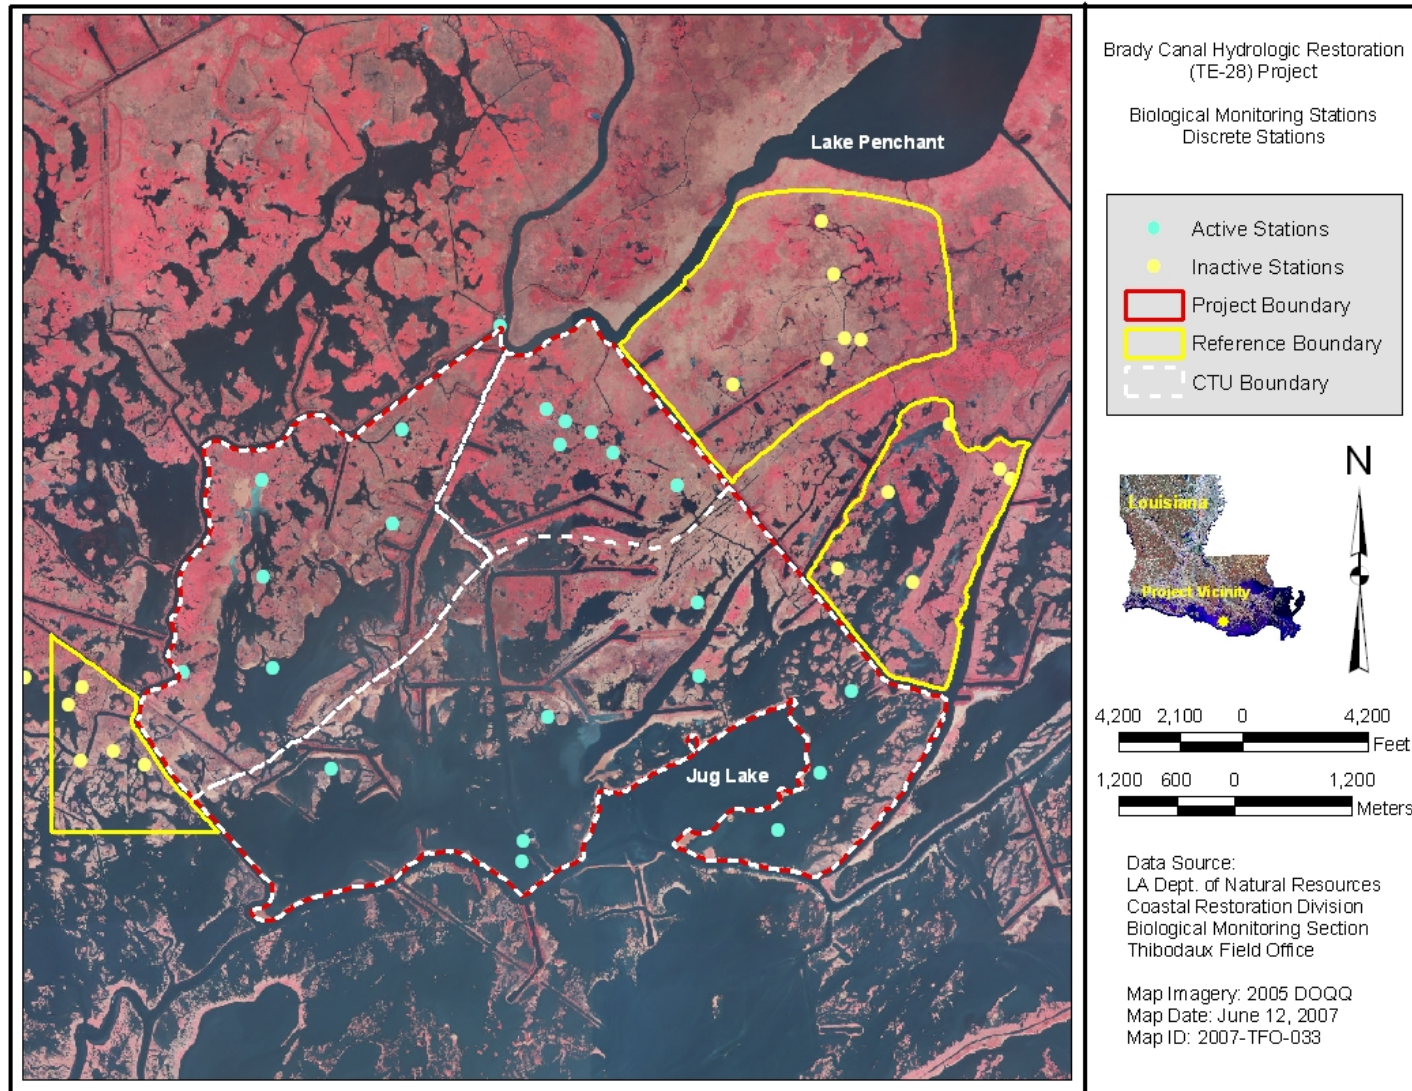 Lake Penchant
Jug Lake
Brady Canal Hydrologic Restoration
(TE-28) Project
Biological Monitoring Stations
Discrete Stations
Active Stations
Inactive Stations
Project Boundary
Reference Boundary
CTU Boundary
Louisiana
Project Vicinity
N
4,200 2,100 0 4,200
Feet
1,200 600 0 1,200
Meters
Data Source:
LA Dept. of Natural Resources
Coastal Restoration Division
Biological Monitoring Section
Thibodaux Field Office
Map Imagery: 2005 DOQQ
Map Date: June 12, 2007
Map ID: 2007-TFO-033